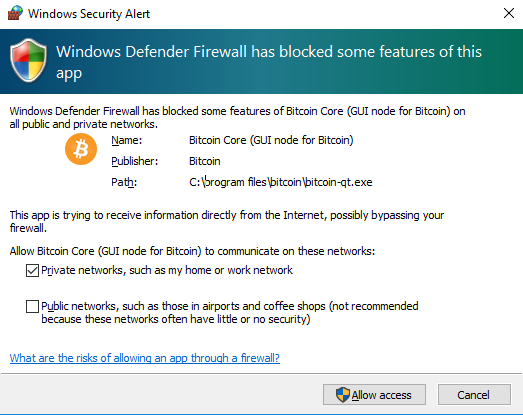 Windows Security Alert
Windows Defender Firewall has blocked some features of this
app
Windows Defender Firewall has blocked some features of Bitcoin Core (GUI node for Bitcoin) on
all public and private networks.
Name: Bitcoin Core (GUI node for Bitcoin)
Publisher: Bitcoin
Path: C:\program files\bitcoin\bitcoin-qt.exe
This app is trying to receive information directly from the Internet, possibly bypassing your
firewall.
Allow Bitcoin Core (GUI node for Bitcoin) to communicate on these networks:
Private networks, such as my home or work network
Public networks, such as those in airports and coffee shops (not recommended
because these networks often have little or no security)
What are the risks of allowing an app through a firewall?
Allow access Cancel